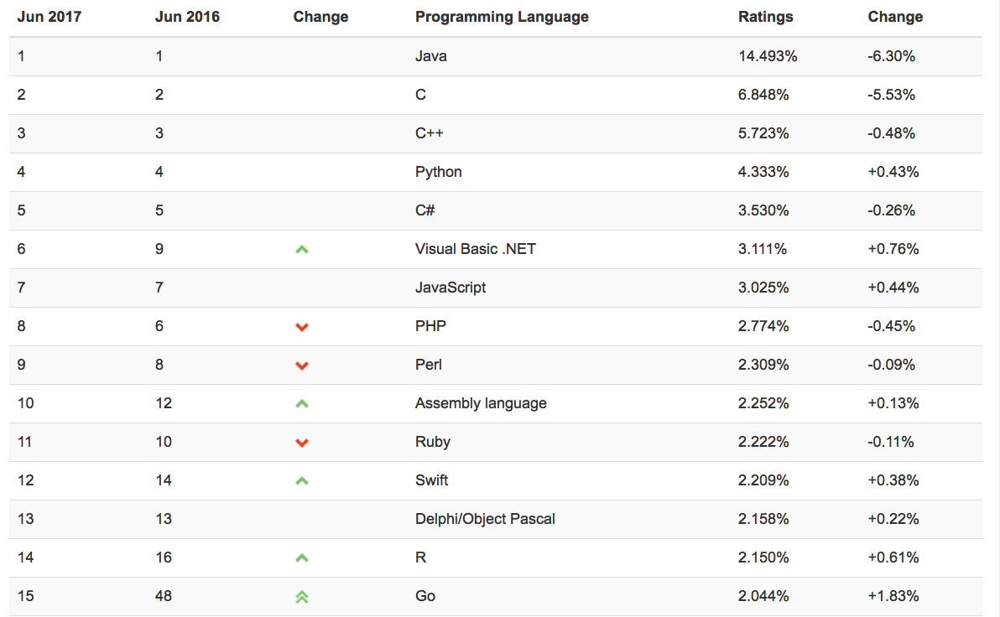 Jun 2017 Jun 2016 Change Programming Language Ratings Change
1 1 Java 14.493% -6.30%
2 2 C 6.848% -5.53%
3 3 C++ 5.723% -0.48%
4 4 Python 4.333% +0.43%
5 5 C# 3.530% -0.26%
6 9 Visual Basic .NET 3.111% +0.76%
7 7 JavaScript 3.025% +0.44%
8 6 PHP 2.774% -0.45%
9 8 Perl 2.309% -0.09%
10 12 Assembly language 2.252% +0.13%
11 10 Ruby 2.222% -0.11%
12 14 Swift 2.209% +0.38%
13 13 Delphi/Object Pascal 2.158% +0.22%
14 16 R 2.150% +0.61%
15 48 Go 2.044% +1.83%